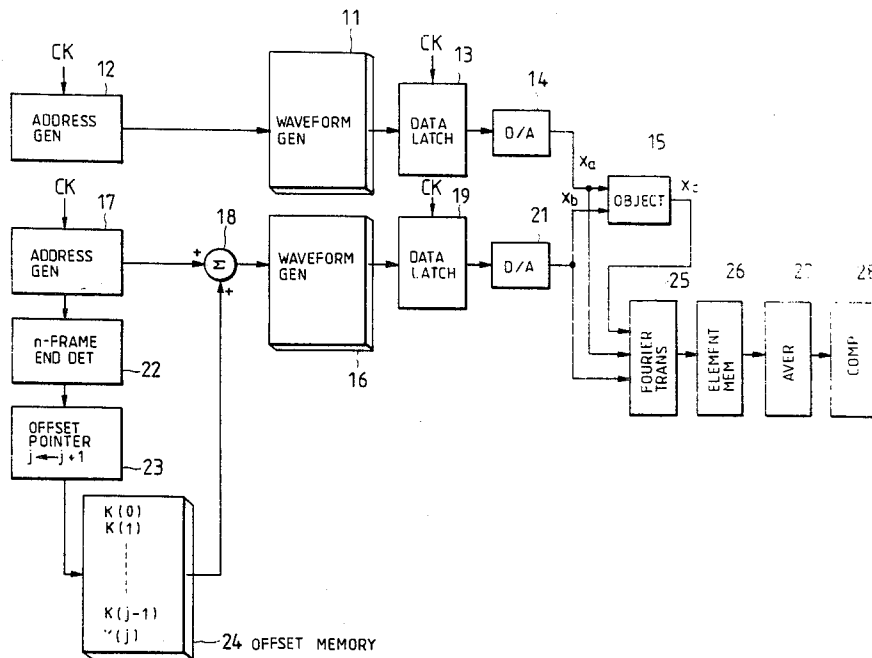 11
CK
12
CK
13
14
ADDRESS
GEN
WAVEFORM
GEN
DATA
LATCH
D/A
15
Xa
CK
17
CK
19
Xb
OBJECT
18
21
ADDRESS
GEN
+
Σ
+
WAVEFORM
GEN
DATA
LATCH
D/A
25
26
27
28
n-FRAME
END DET
22
16
FOURIER
TRANS
ELEMENT
MEM
AVER
COMP
OFFSET
POINTER
j←j+1
23
K(0)
K(1)
K(j-1)
24 OFFSET MEMORY